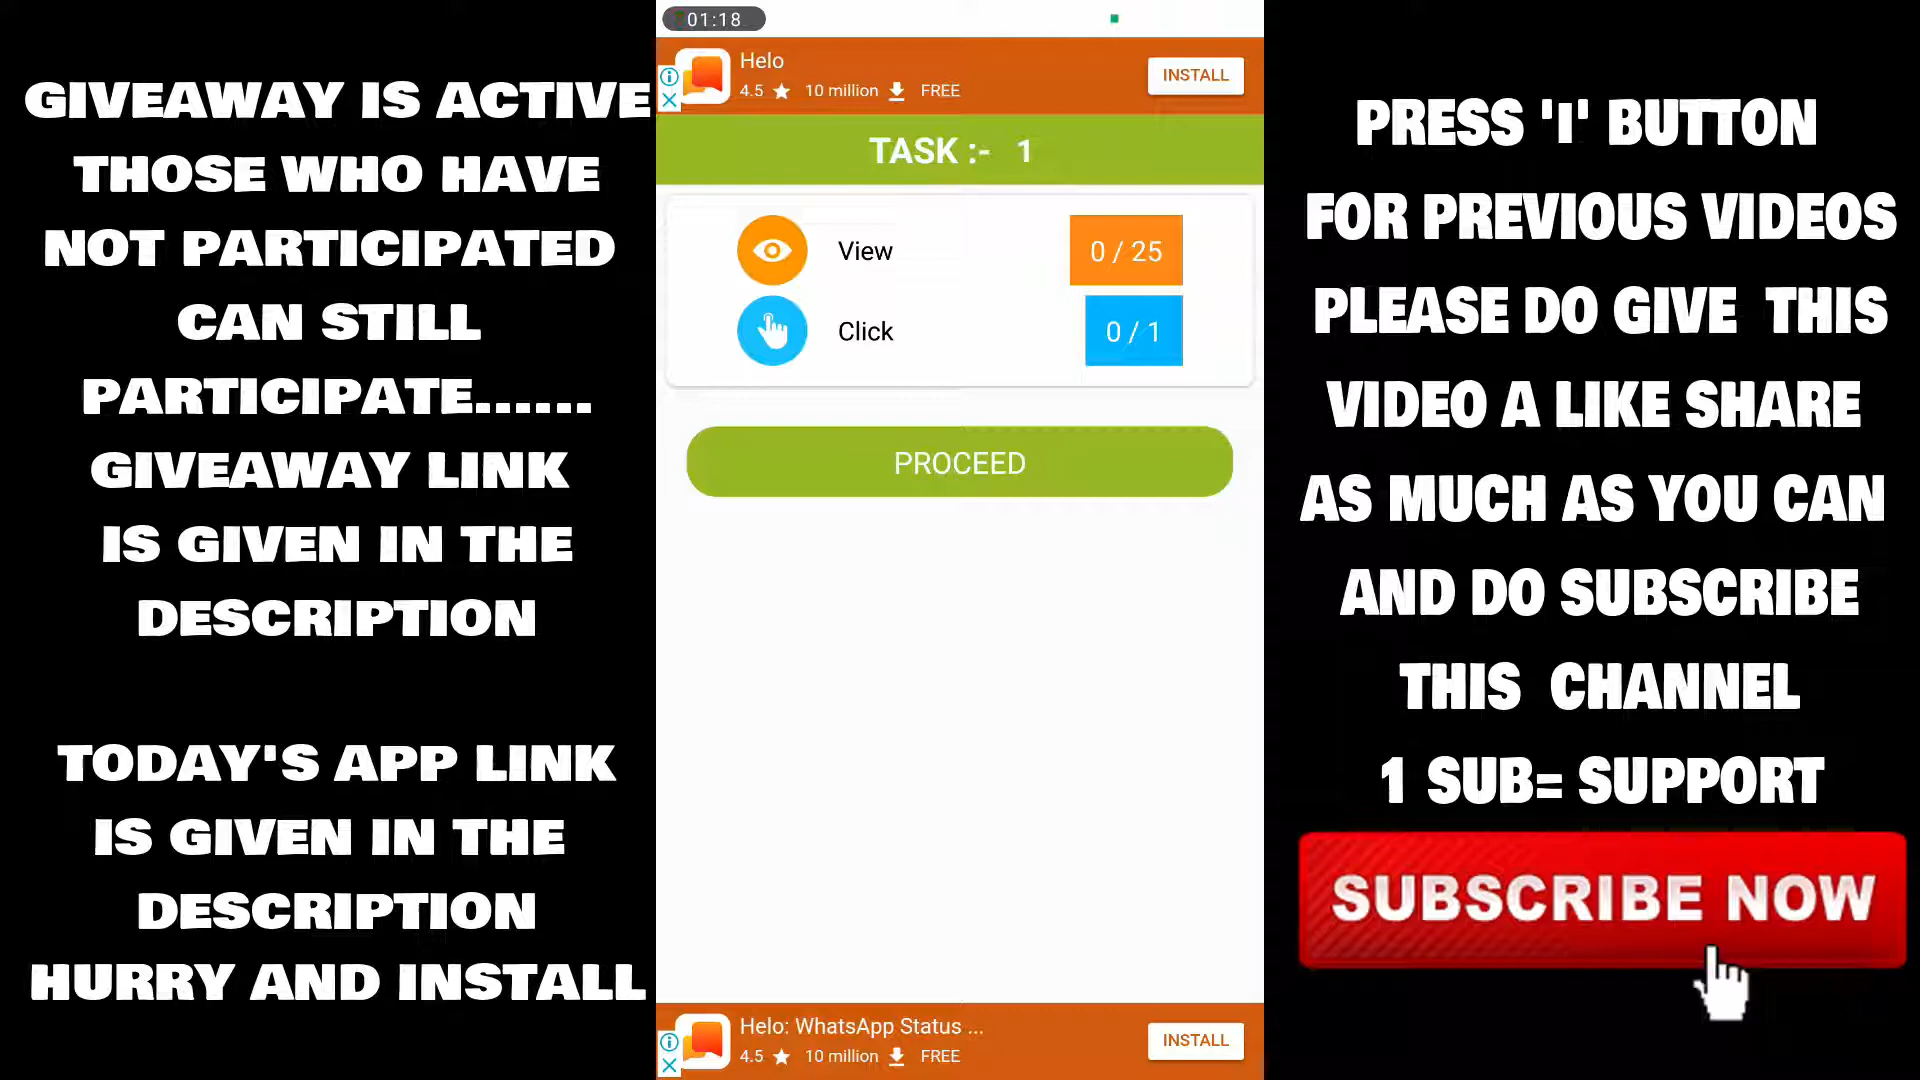 GIVEAWAY IS ACTIVE
THOSE WHO HAVE
NOT PARTICIPATED
CAN STILL
PARTICIPATE......
GIVEAWAY LINK
IS GIVEN IN THE
DESCRIPTION
TODAY'S APP LINK
IS GIVEN IN THE
DESCRIPTION
HURRY AND INSTALL
01:18
Helo
4.5 ★ 10 million FREE
INSTALL
TASK :- 1
View 0 / 25
Click 0 / 1
PROCEED
Helo: WhatsApp Status ...
4.5 ★ 10 million FREE
INSTALL
PRESS 'I' BUTTON
FOR PREVIOUS VIDEOS
PLEASE DO GIVE THIS
VIDEO A LIKE SHARE
AS MUCH AS YOU CAN
AND DO SUBSCRIBE
THIS CHANNEL
1 SUB= SUPPORT
SUBSCRIBE NOW